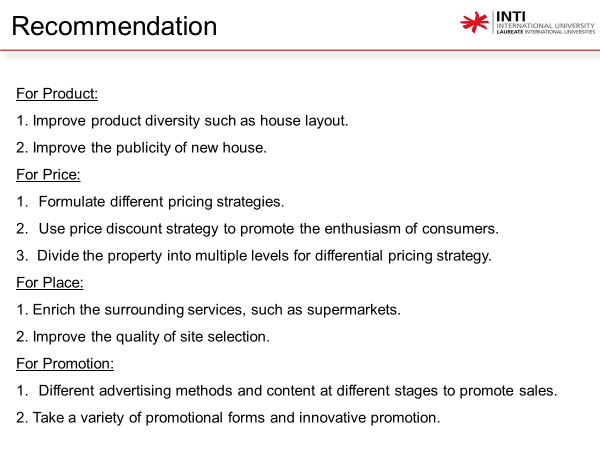 Recommendation
INTI
INTERNATIONAL UNIVERSITY
LAUREATE INTERNATIONAL UNIVERSITIES
For Product:
1. Improve product diversity such as house layout.
2. Improve the publicity of new house.
For Price:
1. Formulate different pricing strategies.
2. Use price discount strategy to promote the enthusiasm of consumers.
3. Divide the property into multiple levels for differential pricing strategy.
For Place:
1. Enrich the surrounding services, such as supermarkets.
2. Improve the quality of site selection.
For Promotion:
1. Different advertising methods and content at different stages to promote sales.
2. Take a variety of promotional forms and innovative promotion.